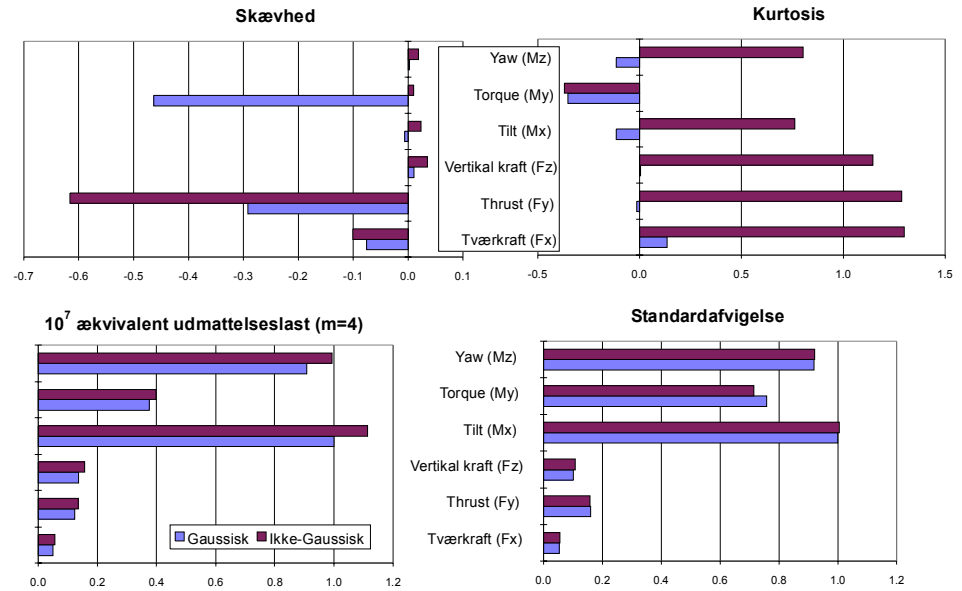 Skævhed
Kurtosis
Yaw (Mz)
Torque (My)
Tilt (Mx)
Vertikal kraft (Fz)
Thrust (Fy)
Tværkraft (Fx)
-0.7 -0.6 -0.5 -0.4 -0.3 -0.2 -0.1 0.0 0.1
-0.5 0.0 0.5 1.0 1.5
10⁷ ækvivalent udmattelseslast (m=4)
Standardafvigelse
Yaw (Mz)
Torque (My)
Tilt (Mx)
Vertikal kraft (Fz)
Thrust (Fy)
Tværkraft (Fx)
Gaussisk Ikke-Gaussisk
0.0 0.2 0.4 0.6 0.8 1.0 1.2
0.0 0.2 0.4 0.6 0.8 1.0 1.2